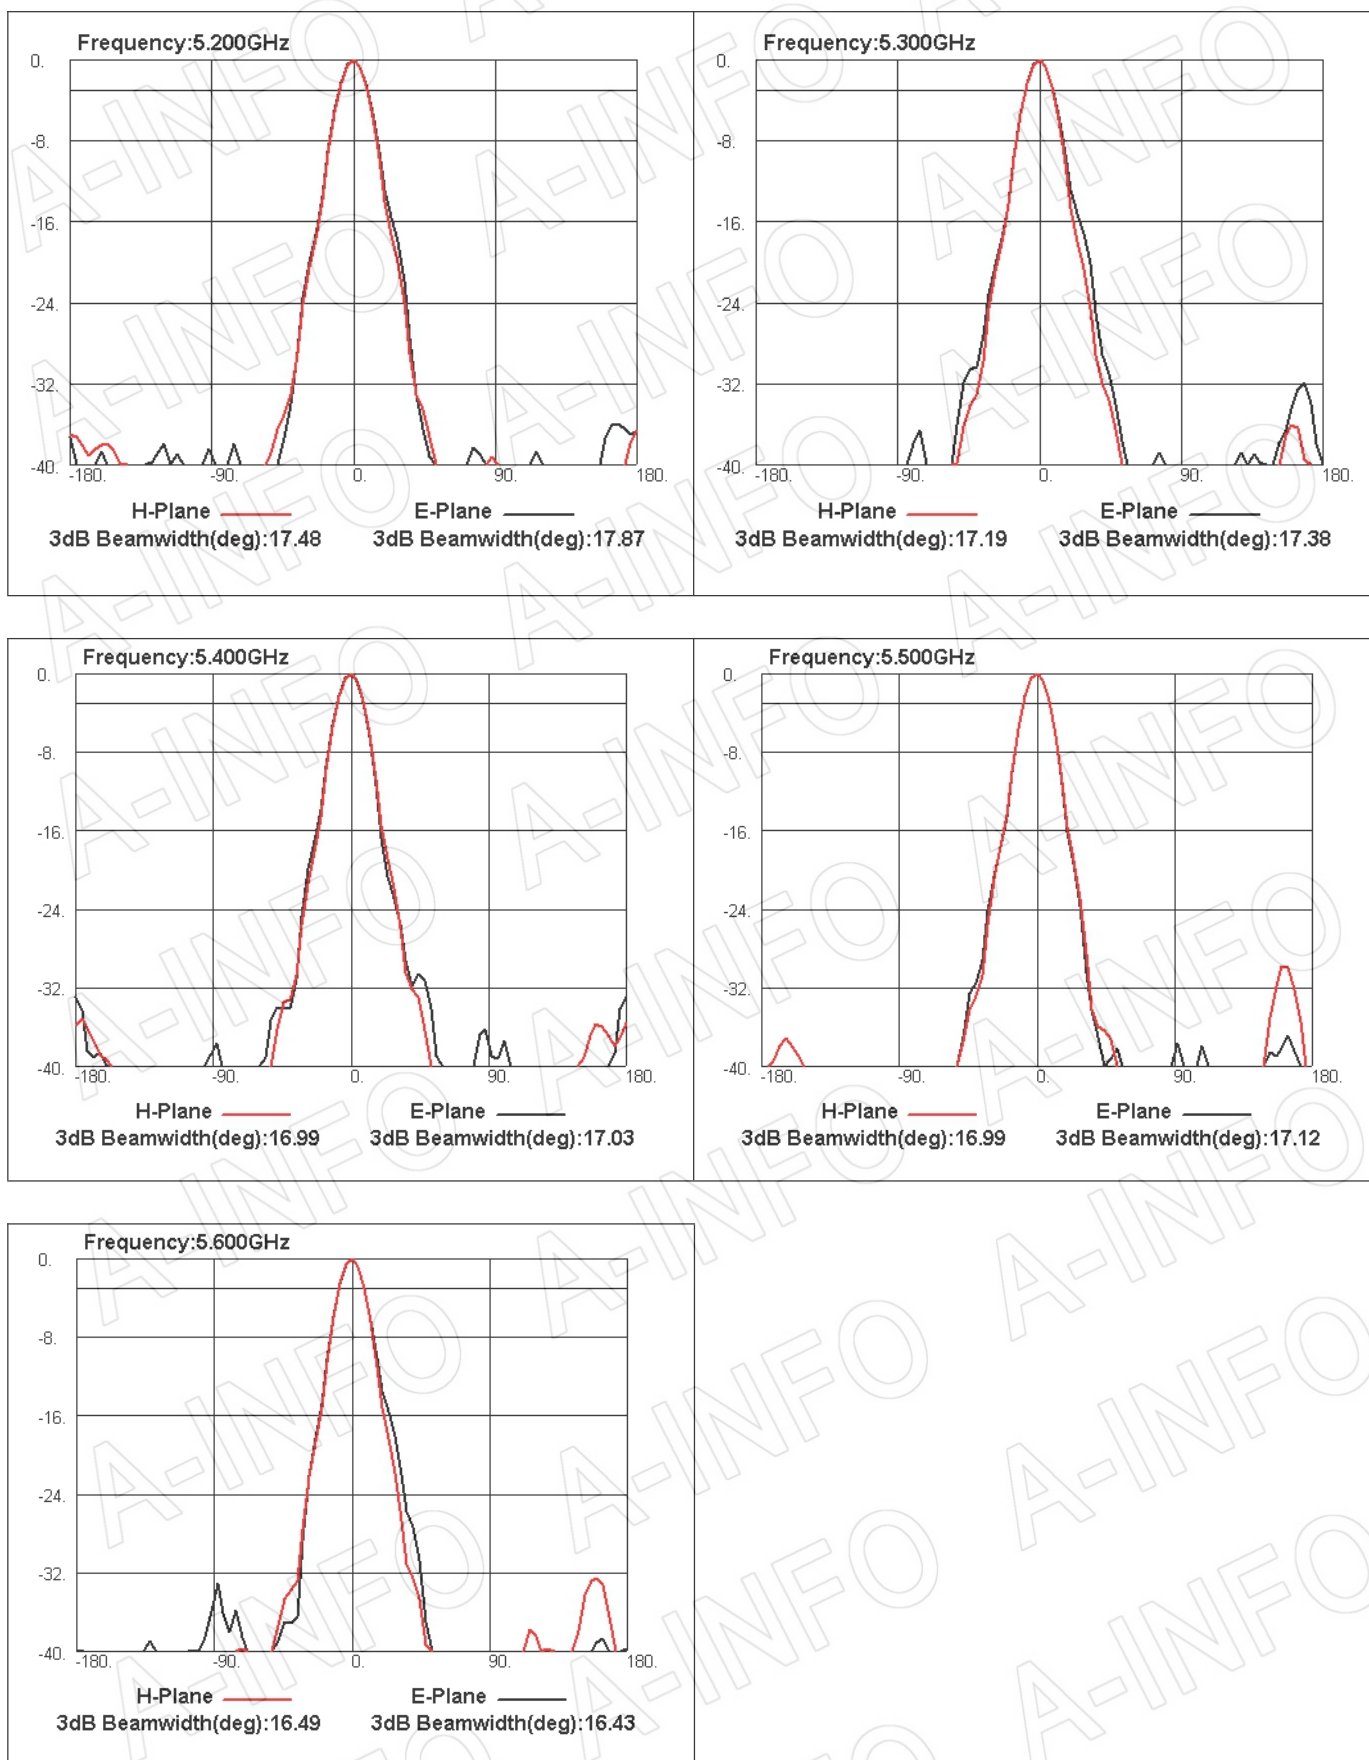 Frequency:5.200GHz
0.
-8.
-16.
-24.
-32.
-40.
-180. -90. 0. 90. 180.
H-Plane E-Plane
3dB Beamwidth(deg):17.48 3dB Beamwidth(deg):17.87
Frequency:5.300GHz
0.
-8.
-16.
-24.
-32.
-40.
-180. -90. 0. 90. 180.
H-Plane E-Plane
3dB Beamwidth(deg):17.19 3dB Beamwidth(deg):17.38
Frequency:5.400GHz
0.
-8.
-16.
-24.
-32.
-40.
-180. -90. 0. 90. 180.
H-Plane E-Plane
3dB Beamwidth(deg):16.99 3dB Beamwidth(deg):17.03
Frequency:5.500GHz
0.
-8.
-16.
-24.
-32.
-40.
-180. -90. 0. 90. 180.
H-Plane E-Plane
3dB Beamwidth(deg):16.99 3dB Beamwidth(deg):17.12
Frequency:5.600GHz
0.
-8.
-16.
-24.
-32.
-40.
-180. -90. 0. 90. 180.
H-Plane E-Plane
3dB Beamwidth(deg):16.49 3dB Beamwidth(deg):16.43
A-INFO